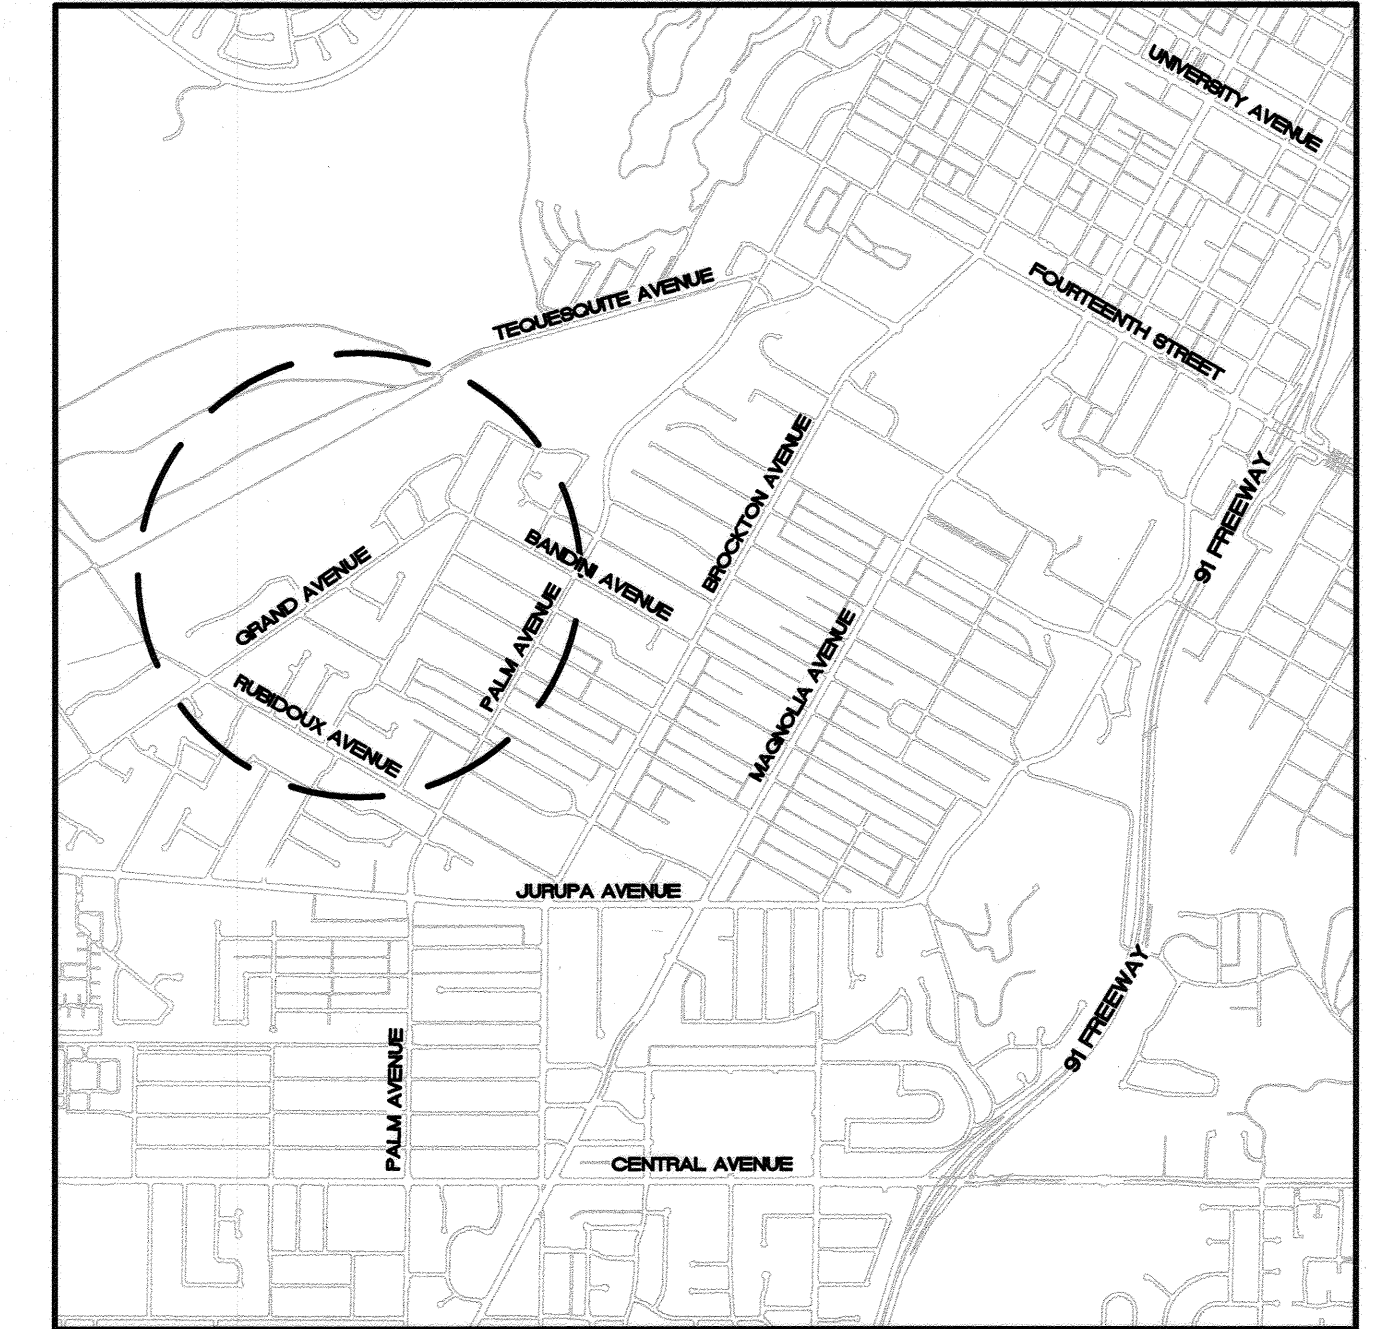 UNIVERSITY AVENUE
TEQUESQUITE AVENUE
FOURTEENTH STREET
BROCKTON AVENUE
91 FREEWAY
BANDINI AVENUE
GRAND AVENUE
PALM AVENUE
MAGNOLIA AVENUE
RUBIDOUX AVENUE
JURUPA AVENUE
91 FREEWAY
PALM AVENUE
CENTRAL AVENUE